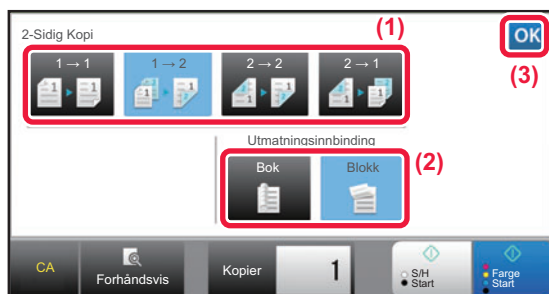 (1)
2-Sidig Kopi
OK
1 → 1
1 → 2
2 → 2
2 → 1
(3)
Utmatningsinnbinding
Bok
Blokk
(2)
CA
Forhåndsvis
Kopier
1
S/H
Start
Farge
Start